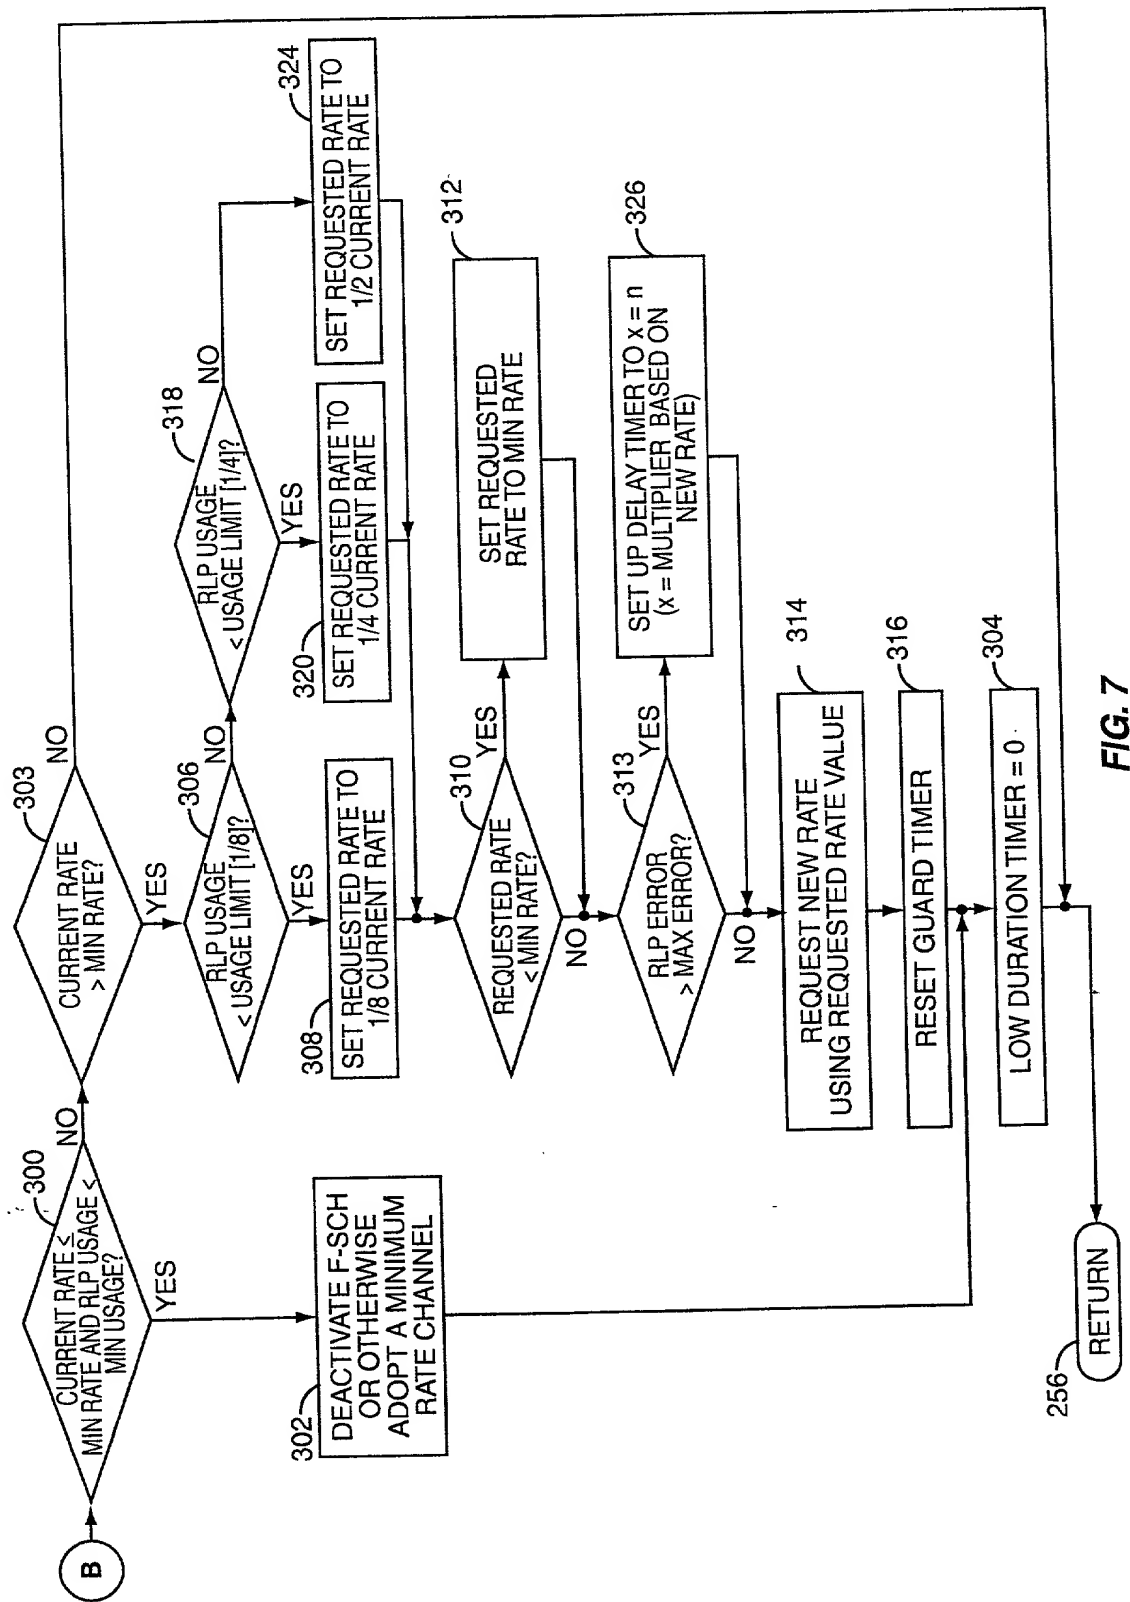 B
300
CURRENT RATE ≤
MIN RATE AND RLP USAGE <
MIN USAGE?
NO
YES
302
DEACTIVATE F-SCH
OR OTHERWISE
ADOPT A MINIMUM
RATE CHANNEL
303
CURRENT RATE
> MIN RATE?
NO
YES
306
RLP USAGE
< USAGE LIMIT [1/8]?
NO
YES
318
RLP USAGE
< USAGE LIMIT [1/4]?
NO
YES
308
SET REQUESTED RATE TO
1/8 CURRENT RATE
320
SET REQUESTED RATE TO
1/4 CURRENT RATE
324
SET REQUESTED RATE TO
1/2 CURRENT RATE
310
REQUESTED RATE
< MIN RATE?
YES
NO
312
SET REQUESTED
RATE TO MIN RATE
313
RLP ERROR
> MAX ERROR?
YES
NO
326
SET UP DELAY TIMER TO x = n
(x = MULTIPLIER BASED ON
NEW RATE)
314
REQUEST NEW RATE
USING REQUESTED RATE VALUE
316
RESET GUARD TIMER
304
LOW DURATION TIMER = 0
256
RETURN
FIG. 7